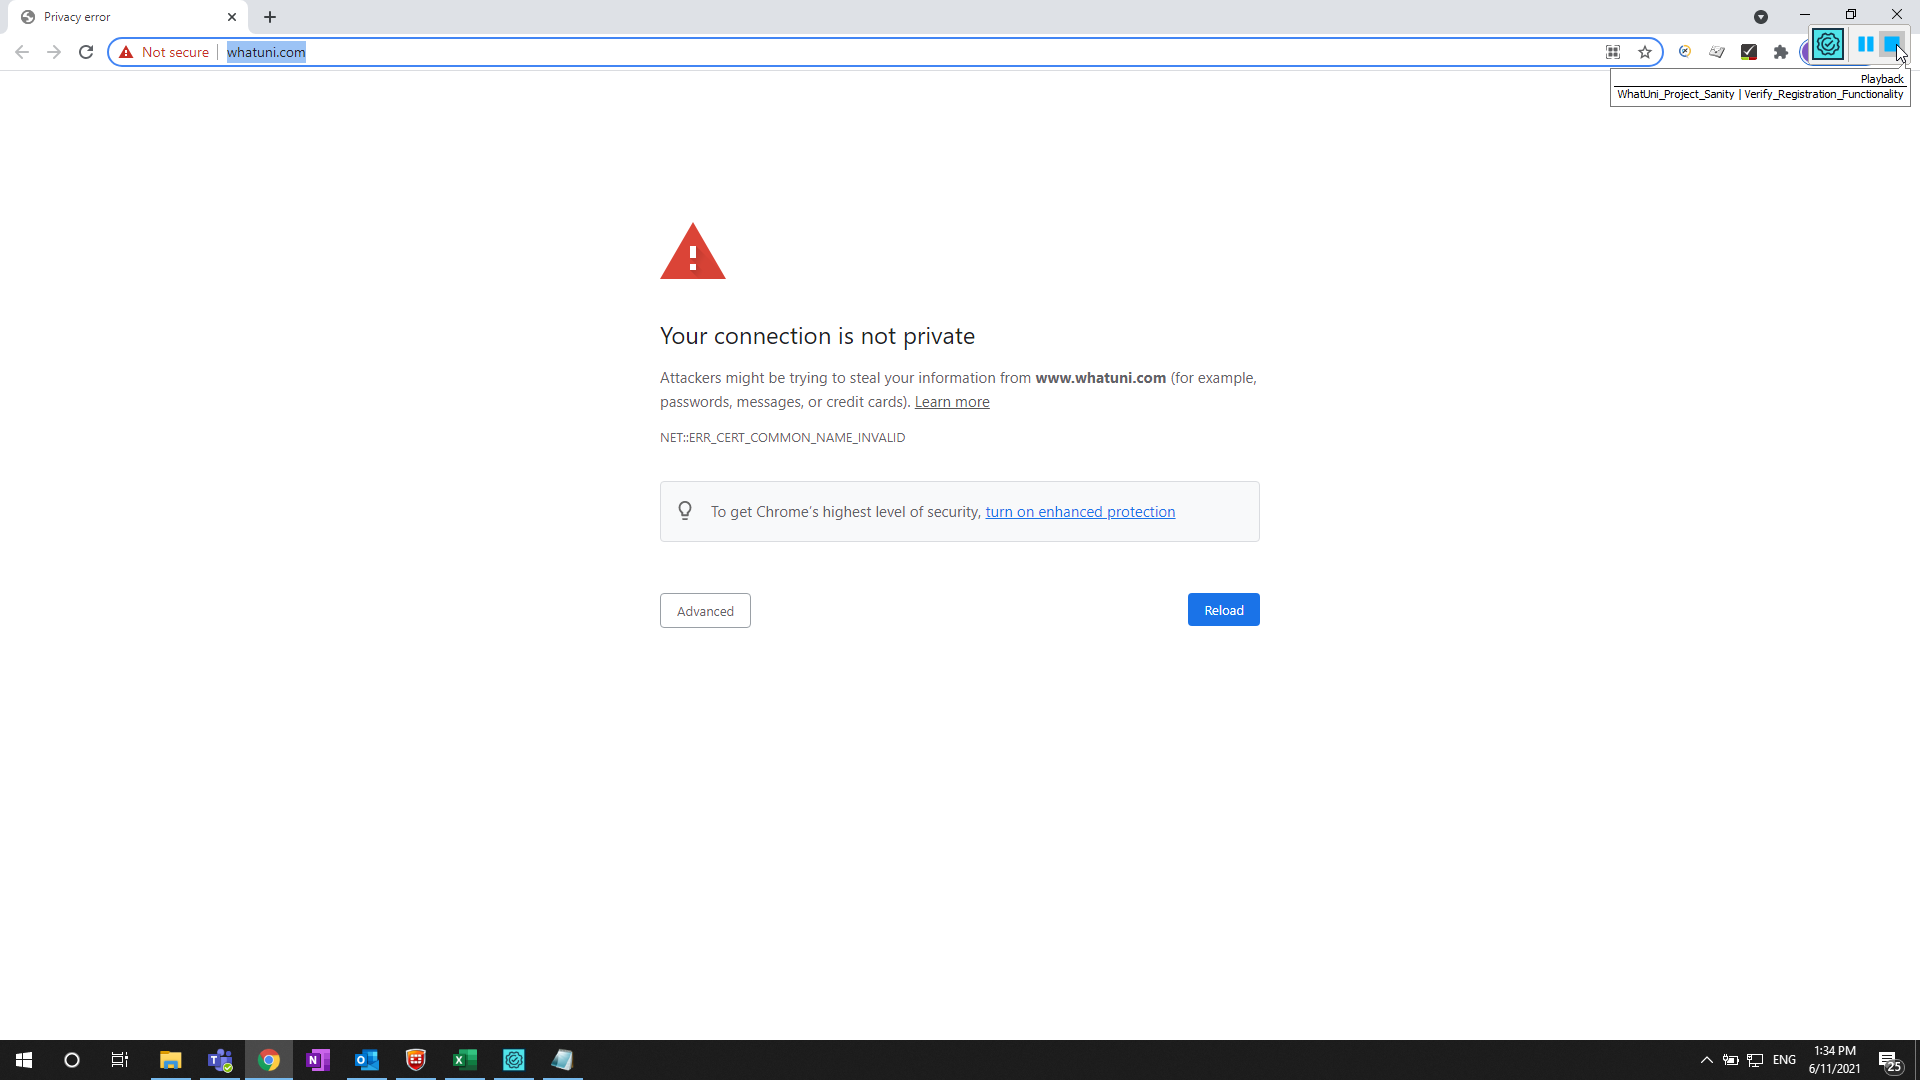 Privacy error
Not secure
whatuni.com
Playback
WhatUni_Project_Sanity | Verify_Registration_Functionality
Your connection is not private
Attackers might be trying to steal your information from www.whatuni.com (for example,
passwords, messages, or credit cards). Learn more
NET::ERR_CERT_COMMON_NAME_INVALID
To get Chrome's highest level of security, turn on enhanced protection
Advanced
Reload
ENG
1:34 PM
6/11/2021
25